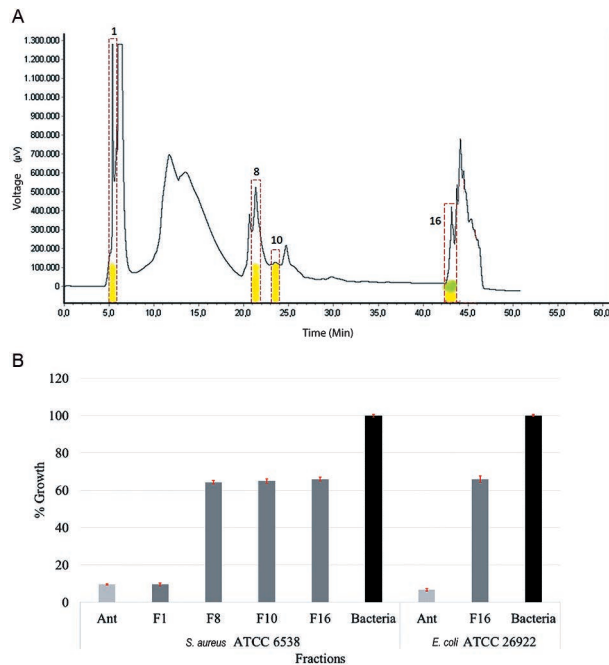 A
1.300.000
1.200.000
1.100.000
1.000.000
900.000
800.000
700.000
600.000
500.000
400.000
300.000
200.000
100.000
0
Voltage (μV)
1
8
10
16
0,0 5,0 10,0 15,0 20,0 25,0 30,0 35,0 40,0 45,0 50,0 55,0 60,0
Time (Min)
B
120
100
80
60
40
20
0
% Growth
Ant F1 F8 F10 F16 Bacteria Ant F16 Bacteria
S. aureus ATCC 6538 E. coli ATCC 26922
Fractions